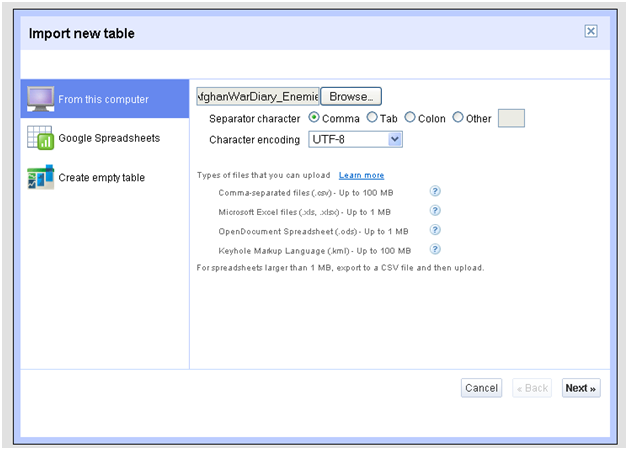 Import new table
From this computer
Google Spreadsheets
Create empty table
fghanWarDiary_Enemie Browse...
Separator character Comma Tab Colon Other
Character encoding UTF-8
Types of files that you can upload Learn more
Comma-separated files (.csv) - Up to 100 MB ?
Microsoft Excel files (.xls, .xlsx) - Up to 1 MB ?
OpenDocument Spreadsheet (.ods) - Up to 1 MB ?
Keyhole Markup Language (.kml) - Up to 100 MB ?
For spreadsheets larger than 1 MB, export to a CSV file and then upload.
Cancel « Back Next »